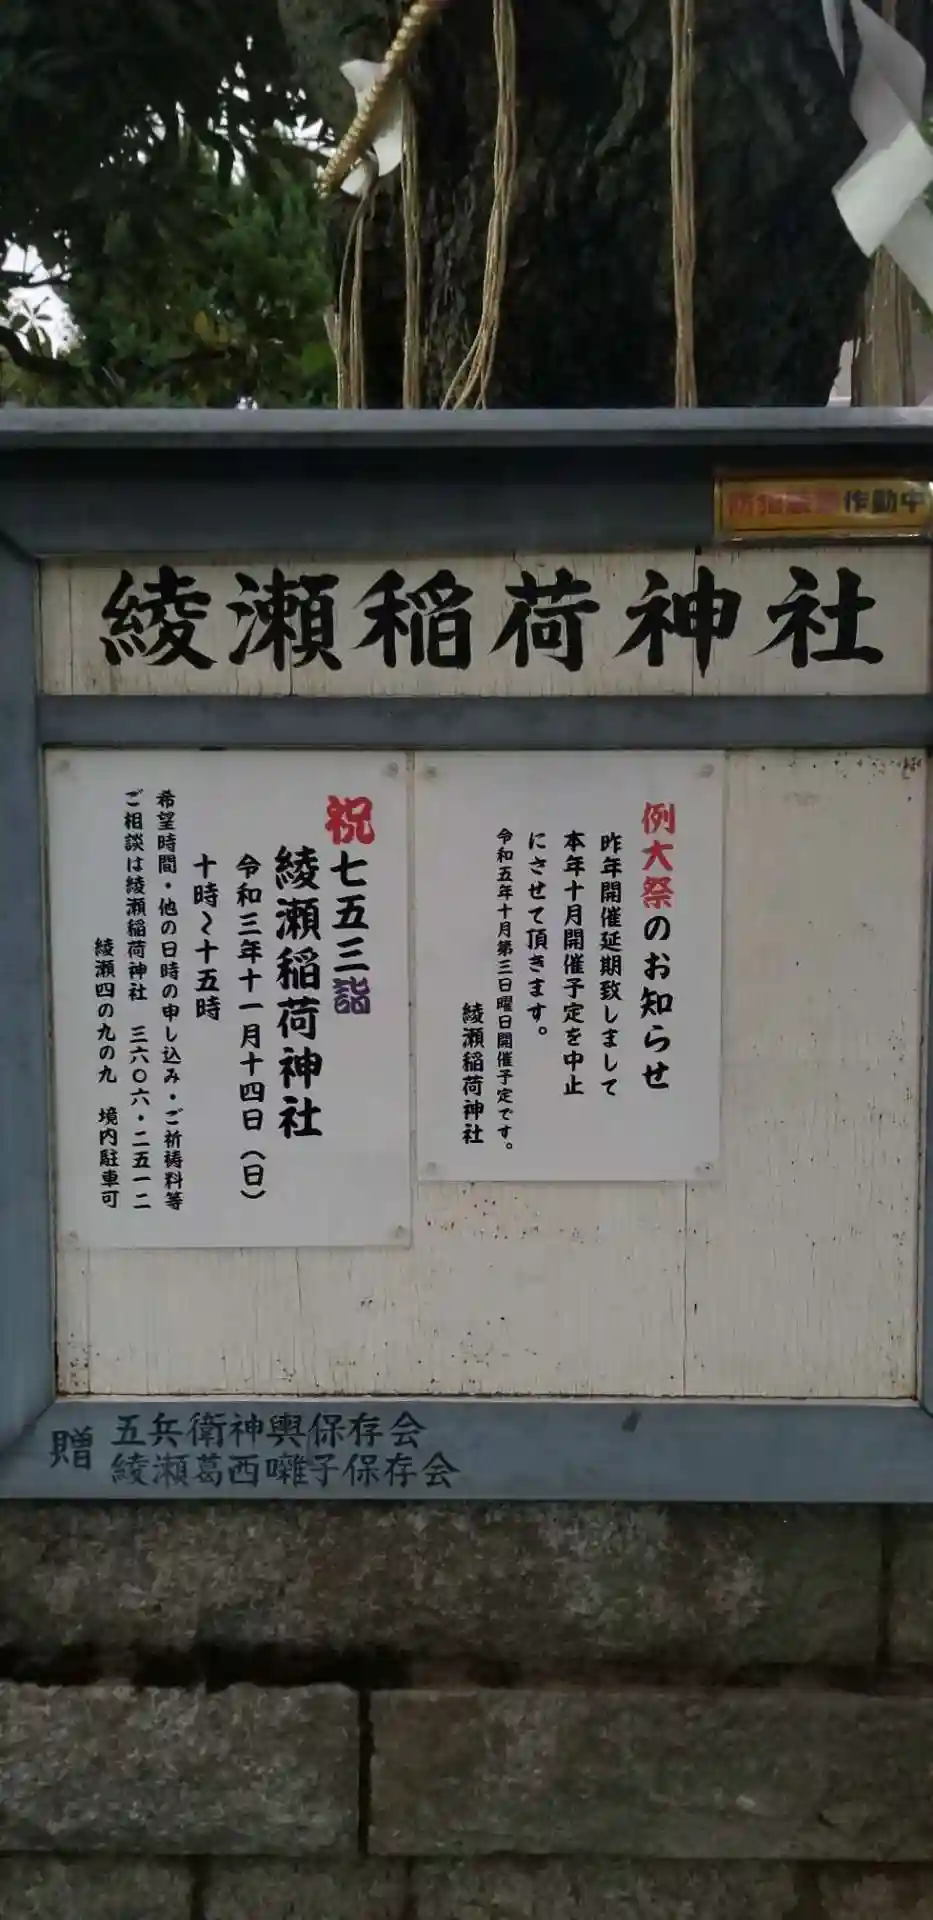 防犯装置作動中
綾瀬稲荷神社
例大祭のお知らせ
昨年開催延期致しまして
本年十月開催予定を中止
にさせて頂きます。
令和五年十月第三日曜日開催予定です。
綾瀬稲荷神社
祝七五三詣
綾瀬稲荷神社
令和三年十一月十四日(日)
十時~十五時
希望時間・他の日時の申し込み・ご祈祷料等
ご相談は綾瀬稲荷神社 三六〇六・二五一二
綾瀬四の九の九 境内駐車可
贈 五兵衛神輿保存会
綾瀬葛西囃子保存会